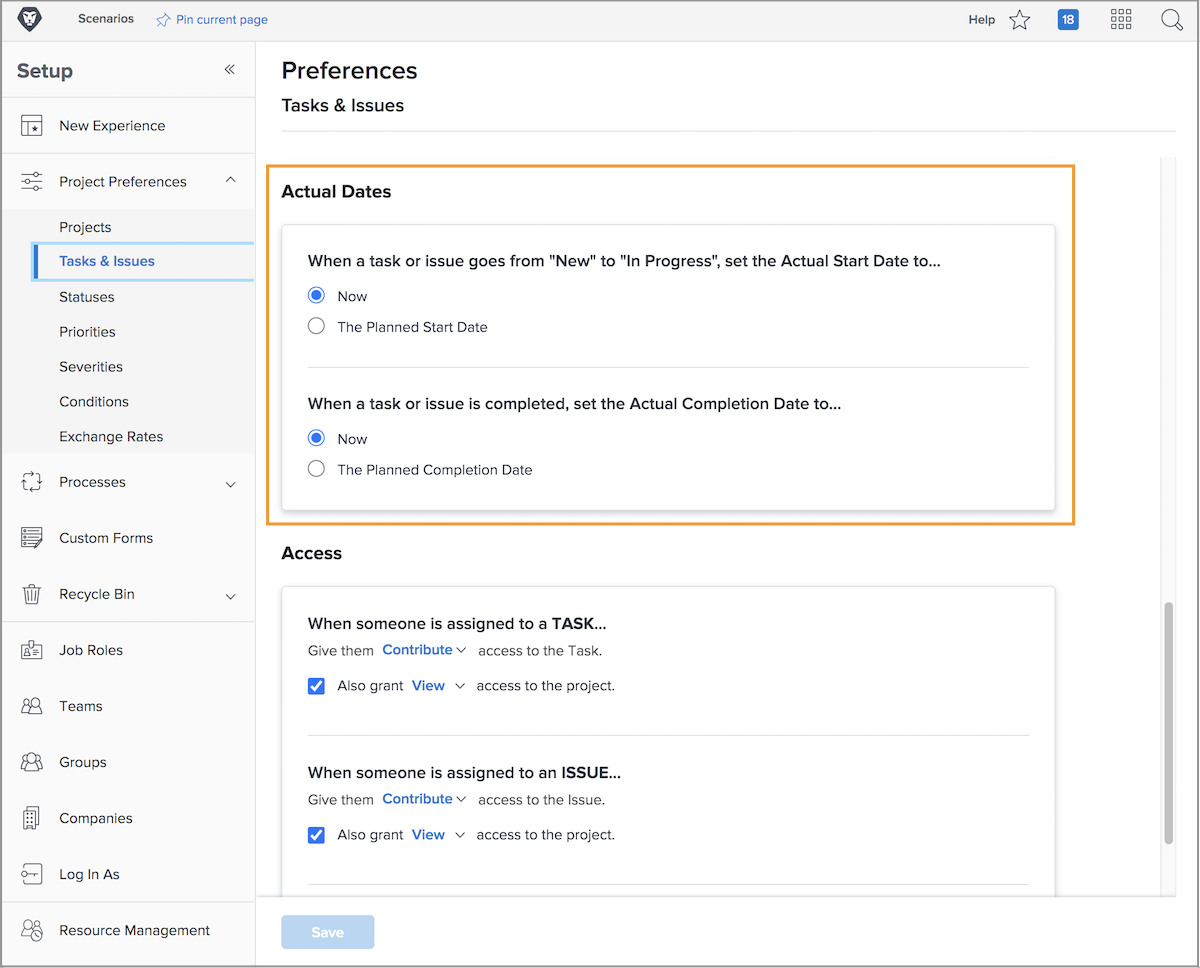 Scenarios
Pin current page
Help
18
Setup
New Experience
Project Preferences
Projects
Tasks & Issues
Statuses
Priorities
Severities
Conditions
Exchange Rates
Processes
Custom Forms
Recycle Bin
Job Roles
Teams
Groups
Companies
Log In As
Resource Management
Preferences
Tasks & Issues
Actual Dates
When a task or issue goes from "New" to "In Progress", set the Actual Start Date to...
Now
The Planned Start Date
When a task or issue is completed, set the Actual Completion Date to...
Now
The Planned Completion Date
Access
When someone is assigned to a TASK...
Give them Contribute access to the Task.
Also grant View access to the project.
When someone is assigned to an ISSUE...
Give them Contribute access to the Issue.
Also grant View access to the project.
Save